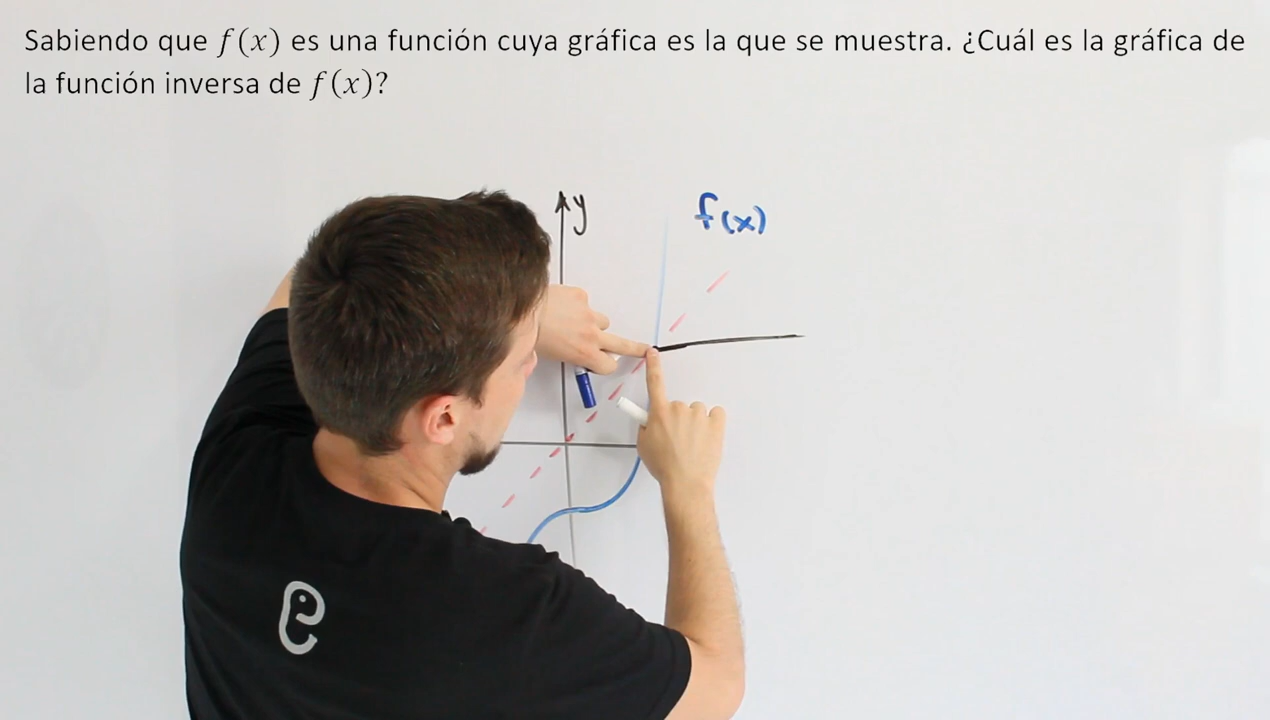 Sabiendo que f(x) es una función cuya gráfica es la que se muestra. ¿Cuál es la gráfica de
la función inversa de f(x)?
y
f(x)